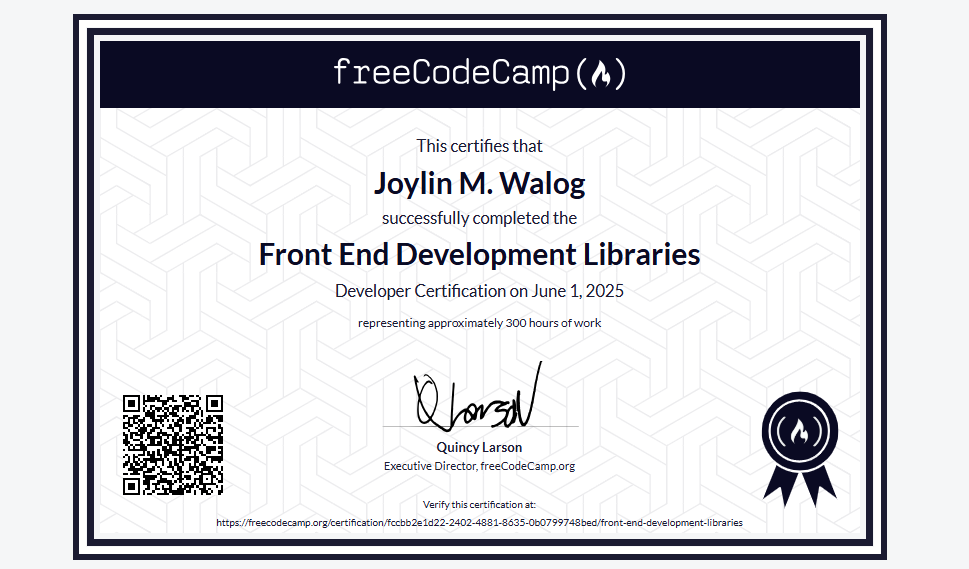 freeCodeCamp(🔥)
This certifies that
Joylin M. Walog
successfully completed the
Front End Development Libraries
Developer Certification on June 1, 2025
representing approximately 300 hours of work
Q Larson
Quincy Larson
Executive Director, freeCodeCamp.org
Verify this certification at:
https://freecodecamp.org/certification/fccbb2e1d22-2402-4881-8635-0b0799748bed/front-end-development-libraries